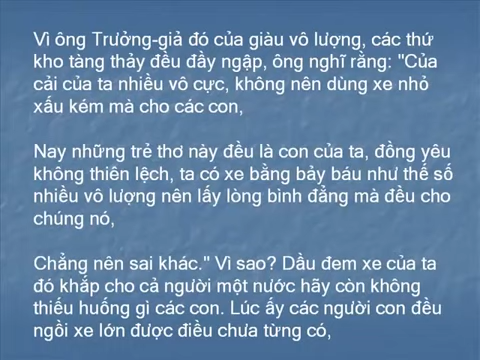 Vì ông Trưởng-giả đó của giàu vô lượng, các thứ
kho tàng thảy đều đầy ngập, ông nghĩ rằng: "Của
cải của ta nhiều vô cực, không nên dùng xe nhỏ
xấu kém mà cho các con,
Nay những trẻ thơ này đều là con của ta, đồng yêu
không thiên lệch, ta có xe bằng bảy báu như thế số
nhiều vô lượng nên lấy lòng bình đẳng mà đều cho
chúng nó,
Chẳng nên sai khác." Vì sao? Dầu đem xe của ta
đó khắp cho cả người một nước hãy còn không
thiếu huống gì các con. Lúc ấy các người con đều
ngồi xe lớn được điều chưa từng có,